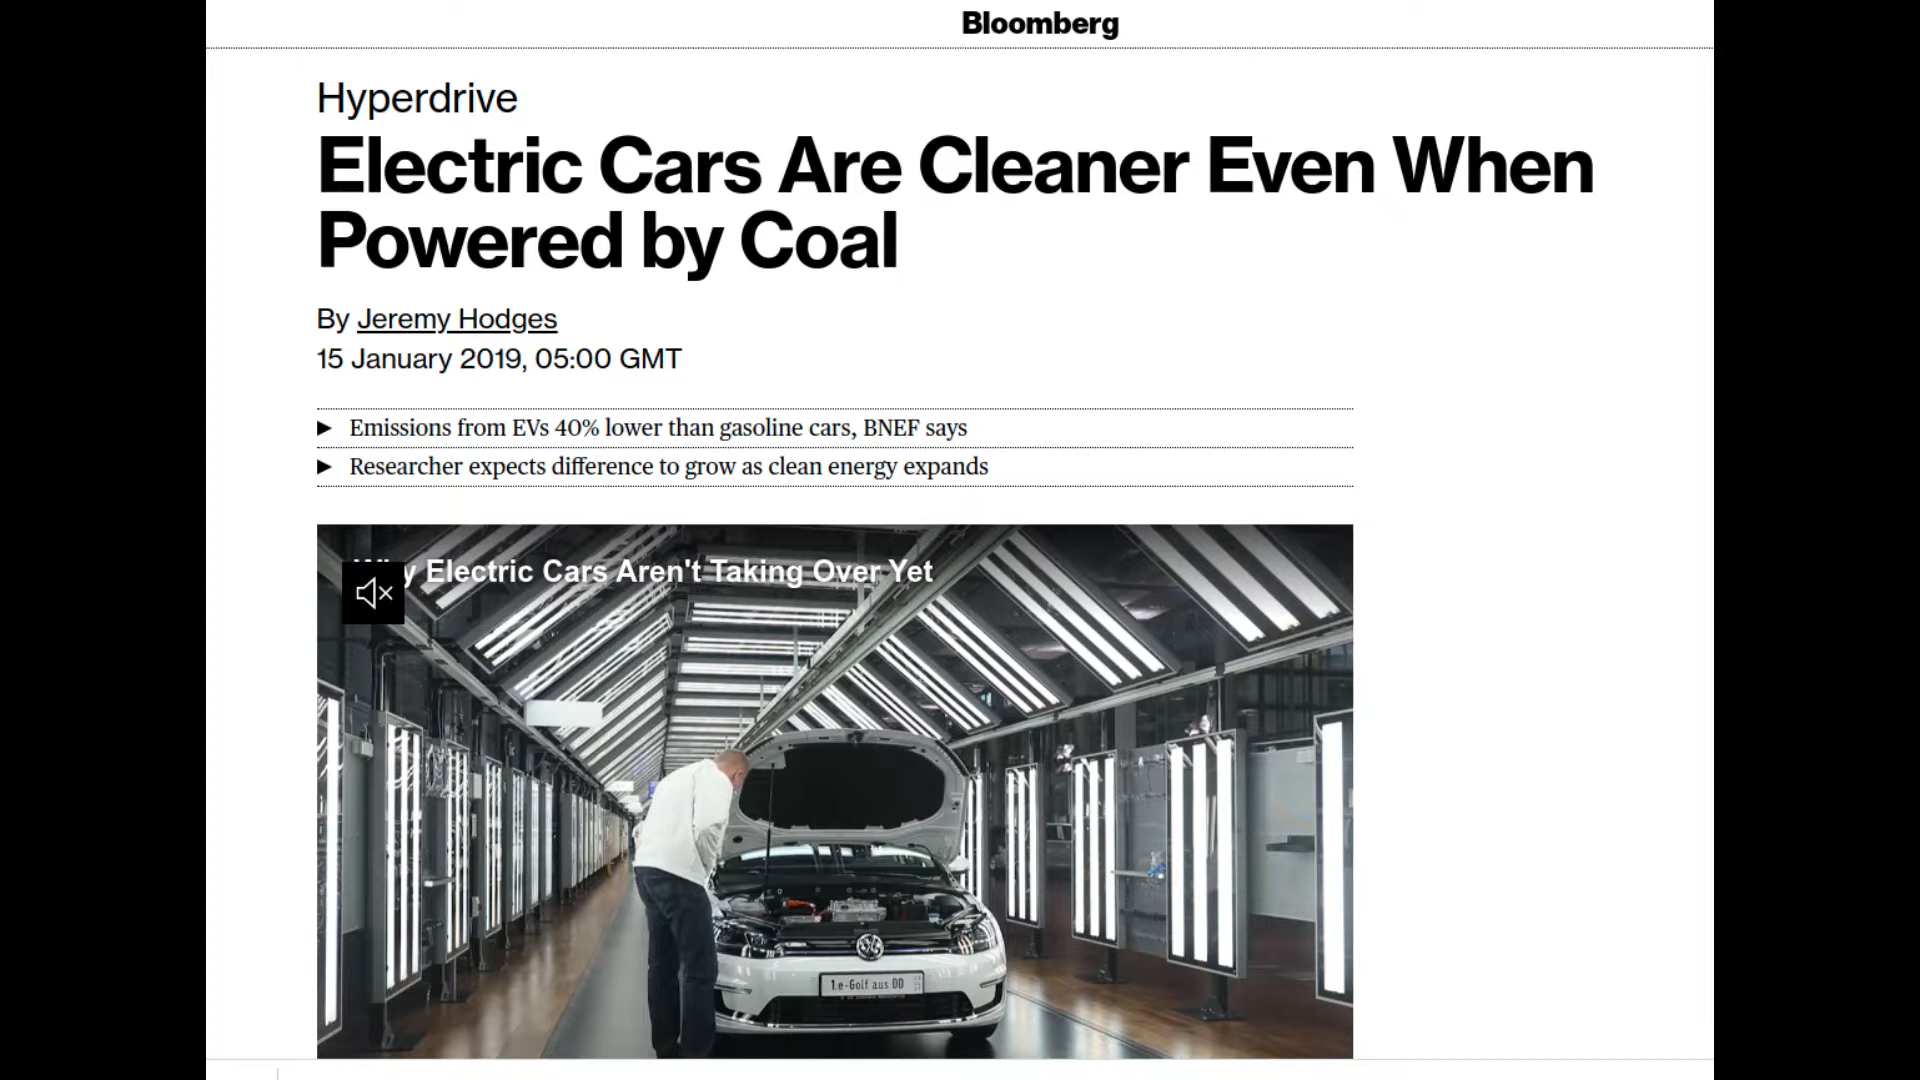 Bloomberg
Hyperdrive
Electric Cars Are Cleaner Even When
Powered by Coal
By Jeremy Hodges
15 January 2019, 05:00 GMT
Emissions from EVs 40% lower than gasoline cars, BNEF says
Researcher expects difference to grow as clean energy expands
Why Electric Cars Aren't Taking Over Yet
1.e-Golf aus DD